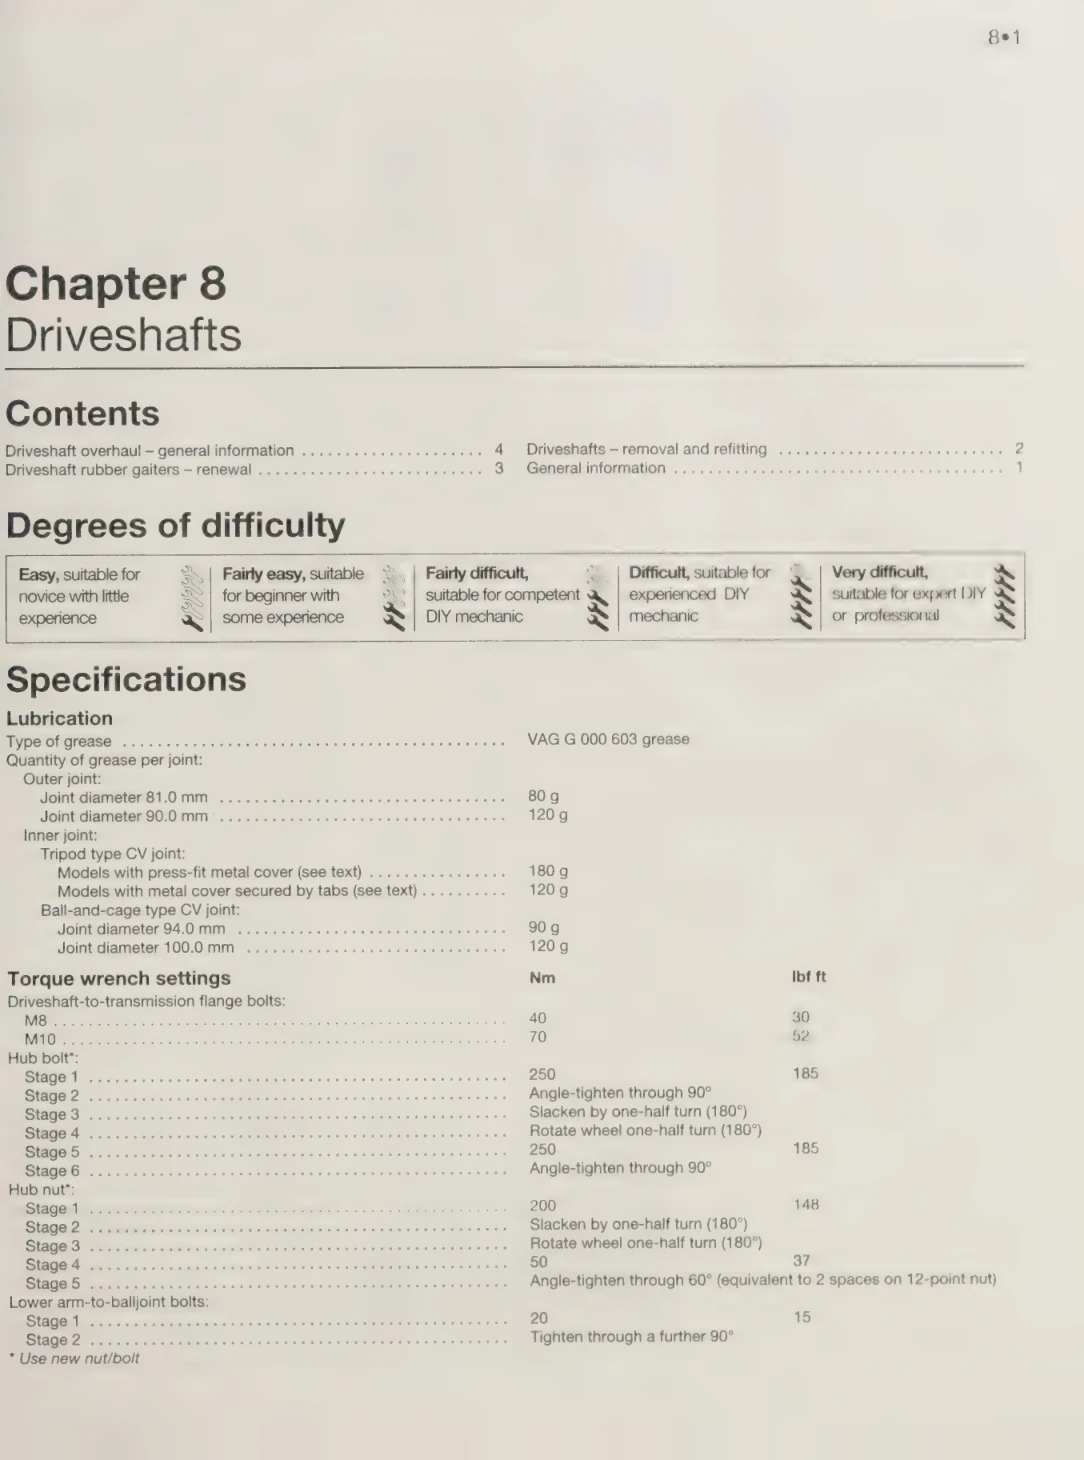 8•1
Chapter 8
Driveshafts
Contents
Driveshaft overhaul – general information ..................... 4
Driveshaft rubber gaiters – renewal .......................... 3
Driveshafts – removal and refitting .......................... 2
General information ...................................... 1
Degrees of difficulty
Easy, suitable for
novice with little
experience
Fairly easy, suitable
for beginner with
some experience
Fairly difficult,
suitable for competent
DIY mechanic
Difficult, suitable for
experienced DIY
mechanic
Very difficult,
suitable for expert DIY
or professional
Specifications
Lubrication
Type of grease ............................................ VAG G 000 603 grease
Quantity of grease per joint:
Outer joint:
Joint diameter 81.0 mm ................................. 80 g
Joint diameter 90.0 mm ................................. 120 g
Inner joint:
Tripod type CV joint:
Models with press-fit metal cover (see text) ................ 180 g
Models with metal cover secured by tabs (see text) .......... 120 g
Ball-and-cage type CV joint:
Joint diameter 94.0 mm ............................... 90 g
Joint diameter 100.0 mm .............................. 120 g
Torque wrench settings Nm lbf ft
Driveshaft-to-transmission flange bolts:
M8 .................................................... 40 30
M10 ................................................... 70 52
Hub bolt*:
Stage 1 ................................................ 250 185
Stage 2 ................................................ Angle-tighten through 90°
Stage 3 ................................................ Slacken by one-half turn (180°)
Stage 4 ................................................ Rotate wheel one-half turn (180°)
Stage 5 ................................................ 250 185
Stage 6 ................................................ Angle-tighten through 90°
Hub nut*:
Stage 1 ................................................ 200 148
Stage 2 ................................................ Slacken by one-half turn (180°)
Stage 3 ................................................ Rotate wheel one-half turn (180°)
Stage 4 ................................................ 50 37
Stage 5 ................................................ Angle-tighten through 60° (equivalent to 2 spaces on 12-point nut)
Lower arm-to-balljoint bolts:
Stage 1 ................................................ 20 15
Stage 2 ................................................ Tighten through a further 90°
* Use new nut/bolt